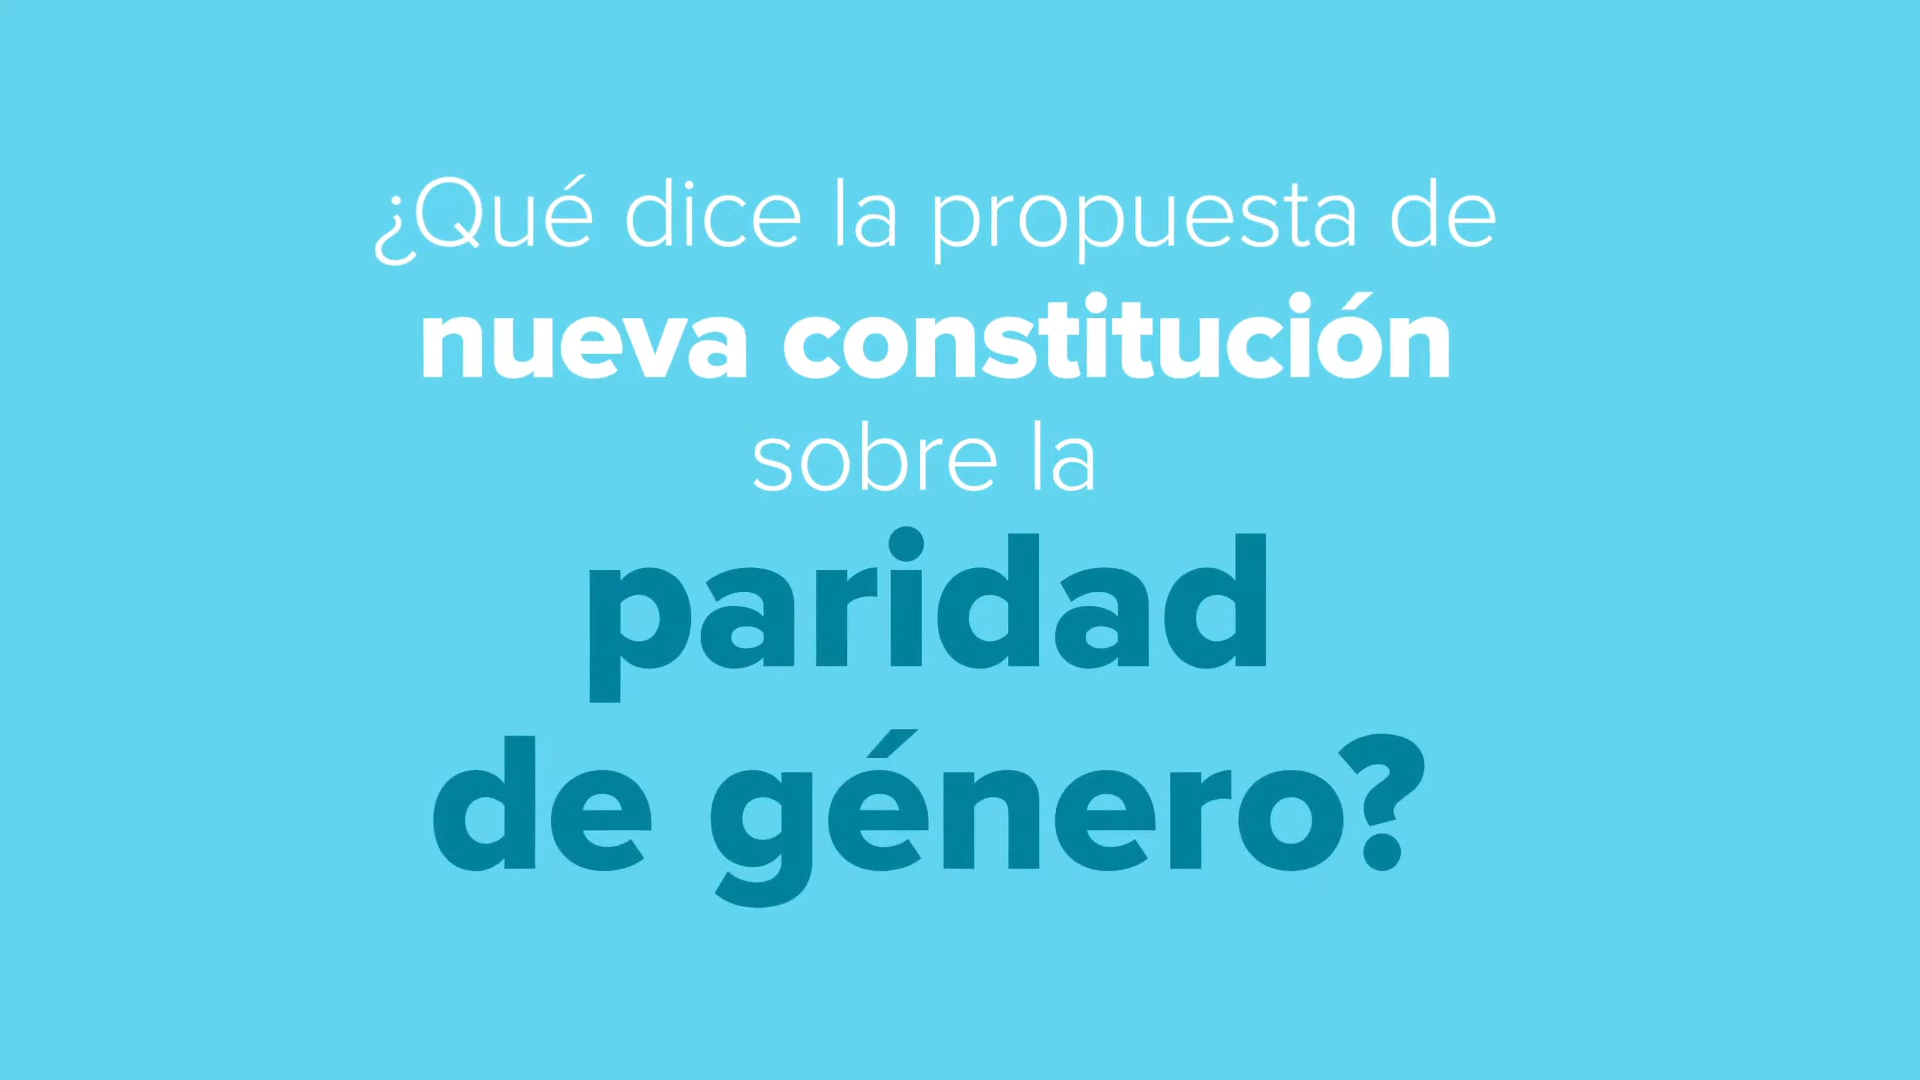 ¿Qué dice la propuesta de
nueva constitución
sobre la
paridad
de género?